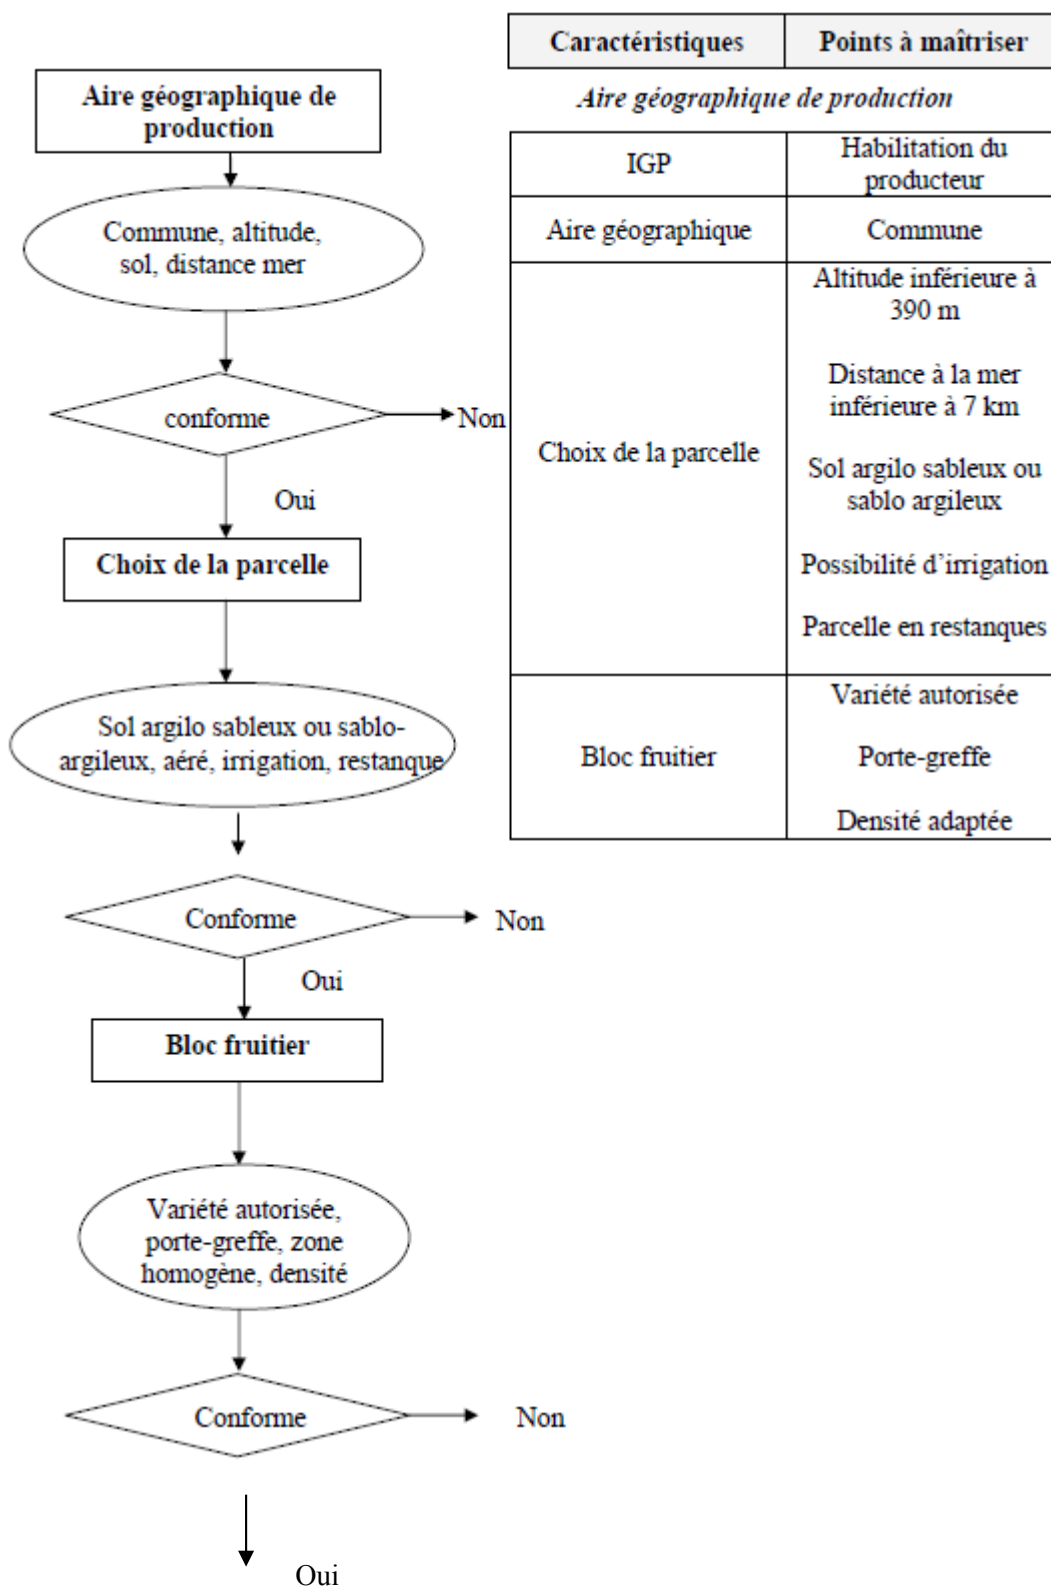 Aire géographique de
production
Commune, altitude,
sol, distance mer
conforme
Non
Oui
Choix de la parcelle
Sol argilo sableux ou sablo-
argileux, aéré, irrigation, restanque
Conforme
Non
Oui
Bloc fruitier
Variété autorisée,
porte-greffe, zone
homogène, densité
Conforme
Non
Oui
Caractéristiques
Points à maîtriser
Aire géographique de production
IGP
Habilitation du
producteur
Aire géographique
Commune
Choix de la parcelle
Altitude inférieure à
390 m
Distance à la mer
inférieure à 7 km
Sol argilo sableux ou
sablo argileux
Possibilité d'irrigation
Parcelle en restanques
Bloc fruitier
Variété autorisée
Porte-greffe
Densité adaptée